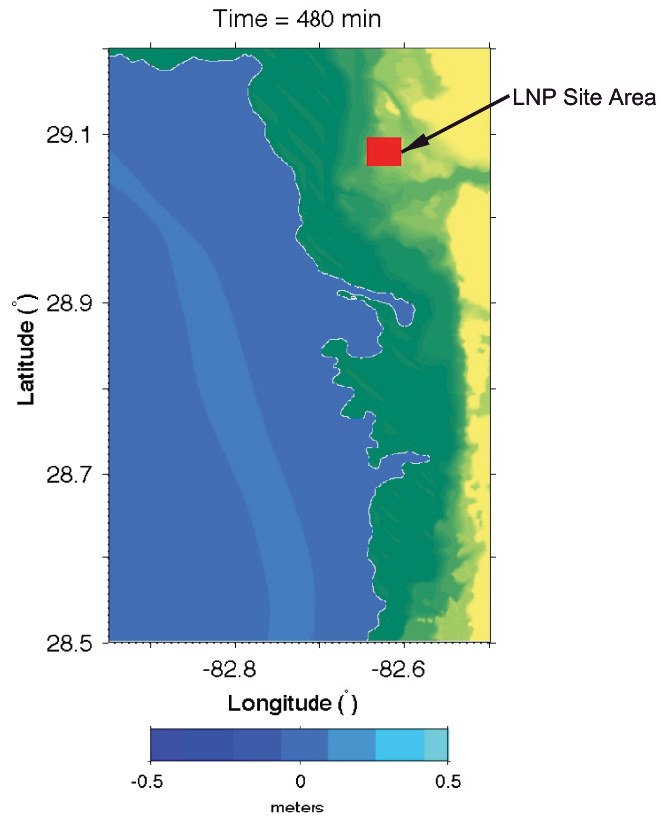 Time = 480 min
LNP Site Area
29.1
28.9
28.7
28.5
Latitude (°)
-82.8 -82.6
Longitude (°)
-0.5 0 0.5
meters